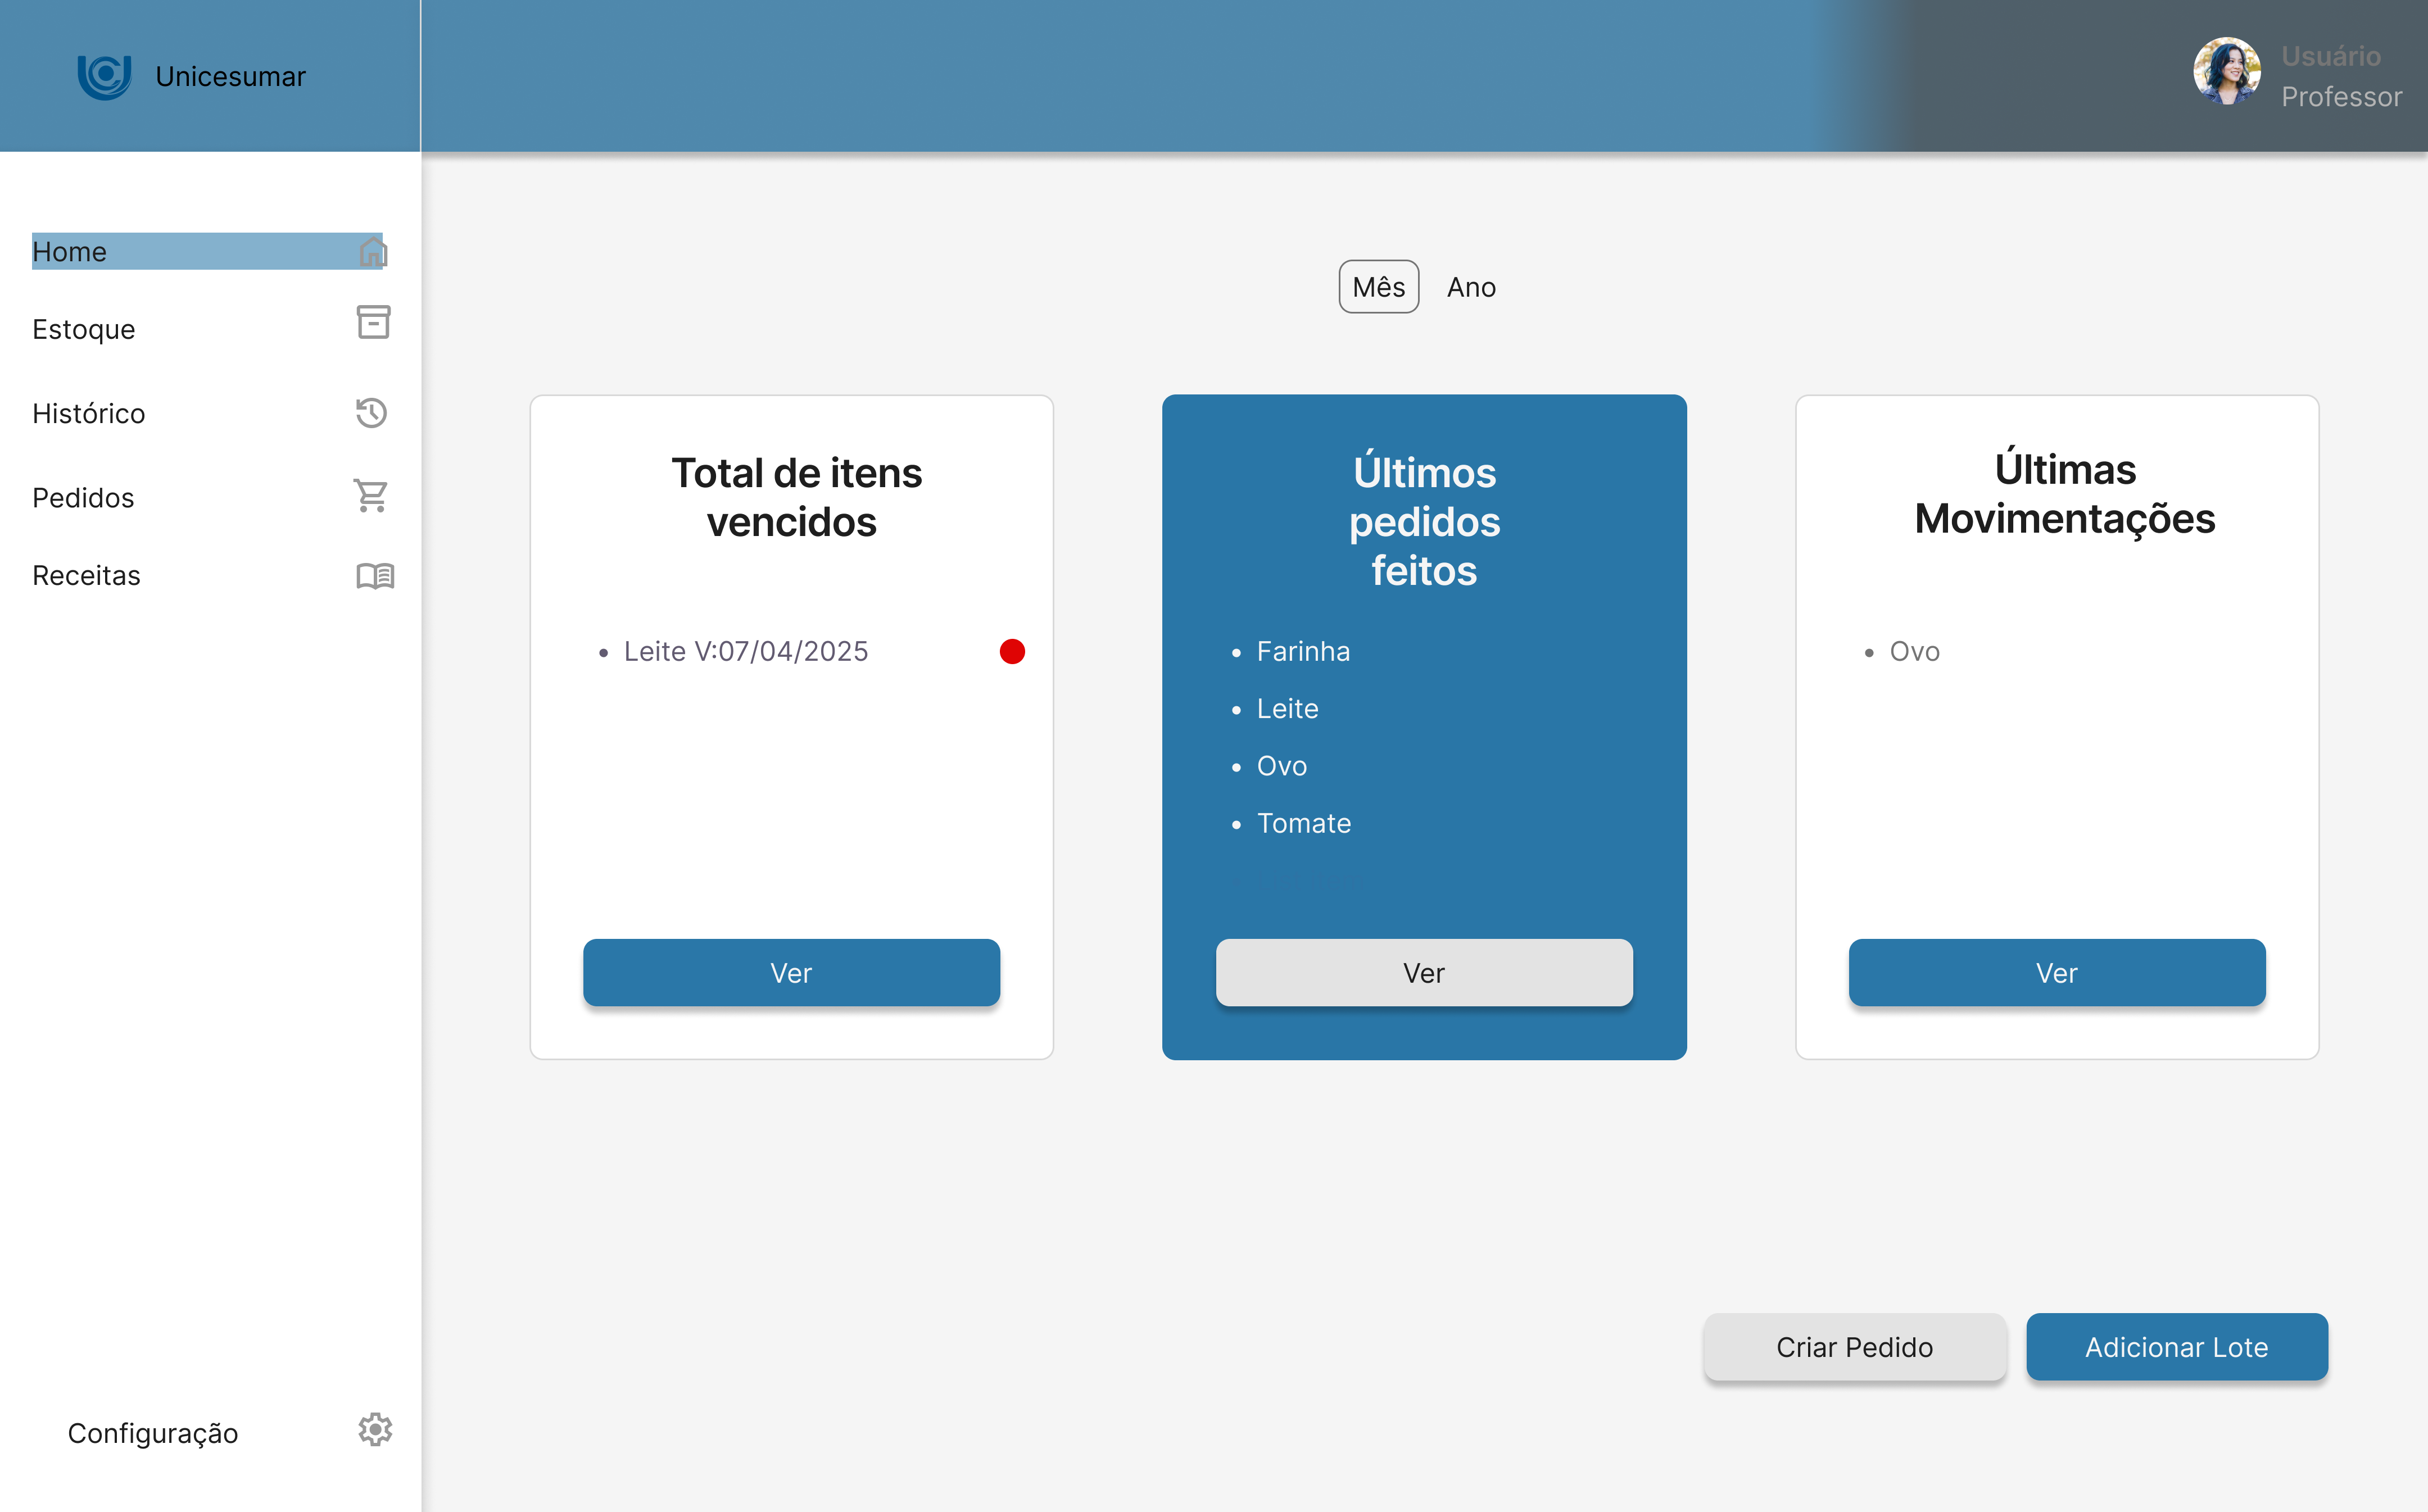 Unicesumar
Usuário
Professor
Home
Estoque
Histórico
Pedidos
Receitas
Configuração
Mês
Ano
Total de itens
vencidos
Leite V:07/04/2025
Ver
Últimos
pedidos
feitos
Farinha
Leite
Ovo
Tomate
Ver
Últimas
Movimentações
Ovo
Ver
Criar Pedido
Adicionar Lote